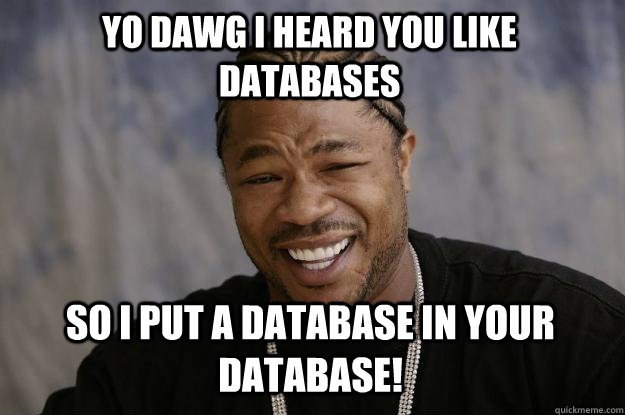 YO DAWG I HEARD YOU LIKE
DATABASES
SO I PUT A DATABASE IN YOUR
DATABASE!
quickmeme.com